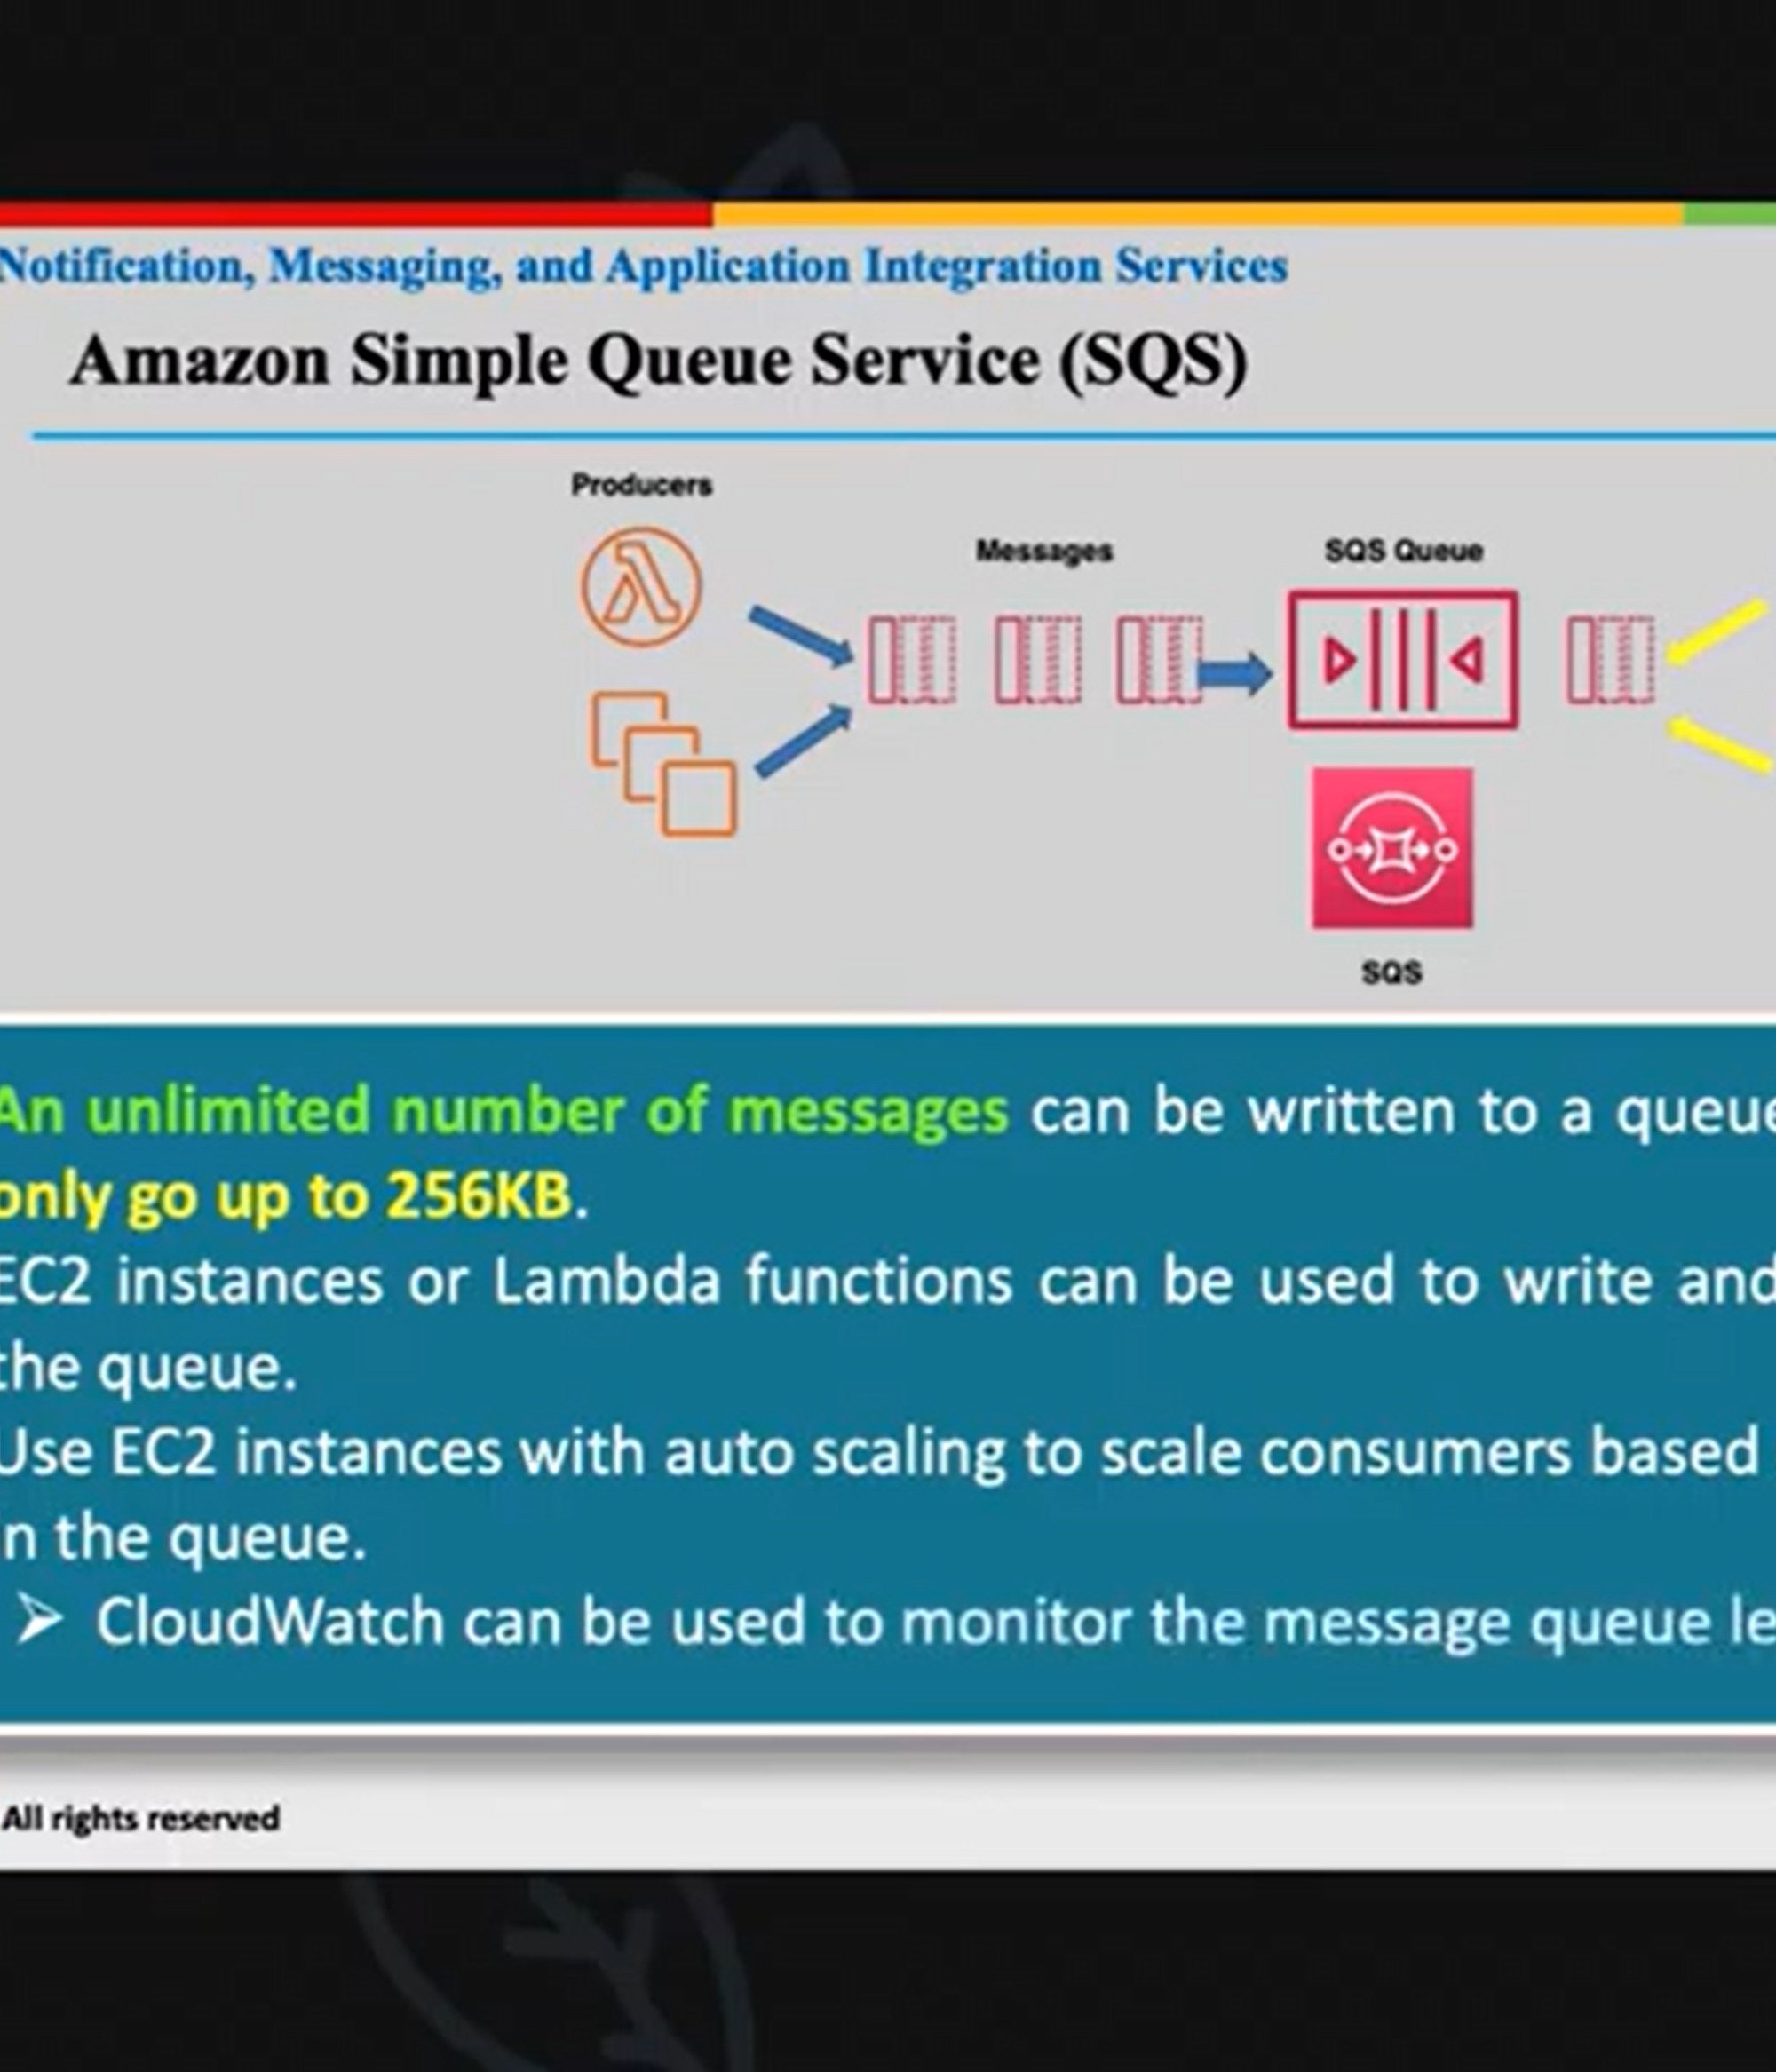 Notification, Messaging, and Application Integration Services
Amazon Simple Queue Service (SQS)
Producers
Messages
SQS Queue
SQS
An unlimited number of messages can be written to a queue
only go up to 256KB.
EC2 instances or Lambda functions can be used to write and
the queue.
Use EC2 instances with auto scaling to scale consumers based
in the queue.
➢ CloudWatch can be used to monitor the message queue le
All rights reserved